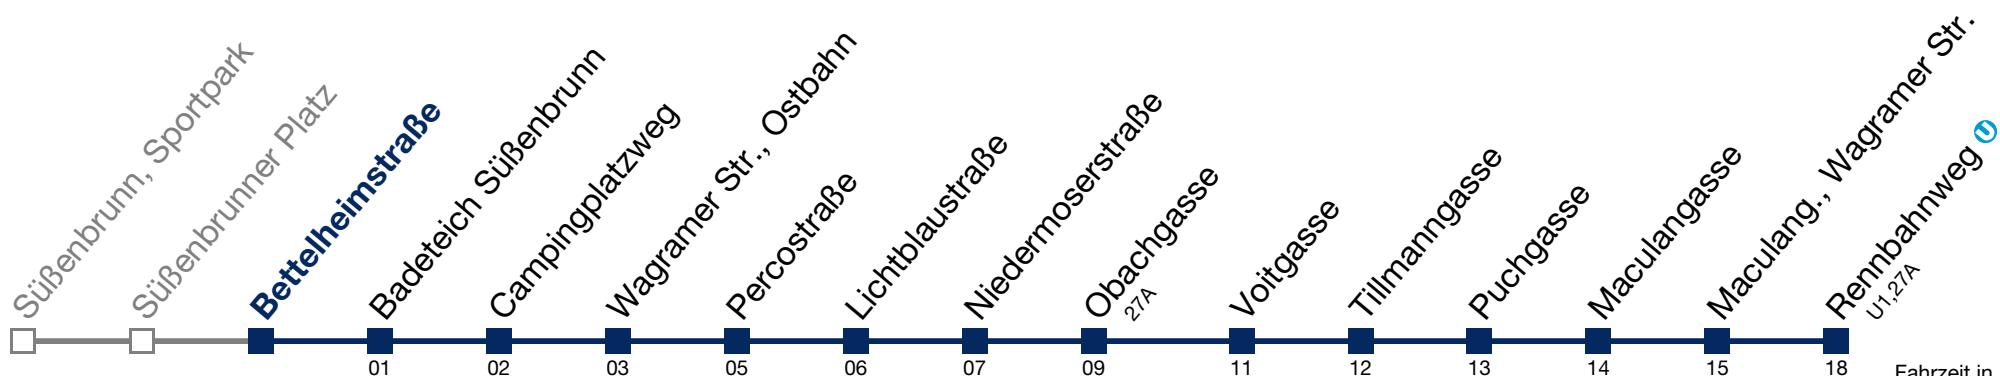 Süßenbrunn, Sportpark
Süßenbrunner Platz
Bettelheimstraße
Badeteich Süßenbrunn
Campingplatzweg
Wagramer Str., Ostbahn
Percostraße
Lichtblaustraße
Niedermoserstraße
Obachgasse
27A
Voitgasse
Tillmanngasse
Puchgasse
Maculangasse
Maculang., Wagramer Str.
Rennbahnweg U
U1,27A
01 02 03 05 06 07 09 11 12 13 14 15 18
Fahrzeit in